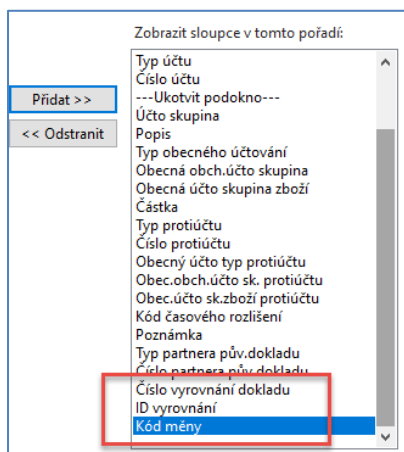 Zobrazit sloupce v tomto pořadí:
Přidat >>
<< Odstranit
Typ účtu
Číslo účtu
---Ukotvit podokno---
Účto skupina
Popis
Typ obecného účtování
Obecná obch.účto skupina
Obecná účto skupina zboží
Částka
Typ protiúčtu
Číslo protiúčtu
Obecný účto typ protiúčtu
Obec.obch.účto sk. protiúčtu
Obec.účto sk.zboží protiúčtu
Kód časového rozlišení
Poznámka
Typ partnera pův.dokladu
Číslo partnera pův.dokladu
Číslo vyrovnání dokladu
ID vyrovnání
Kód měny